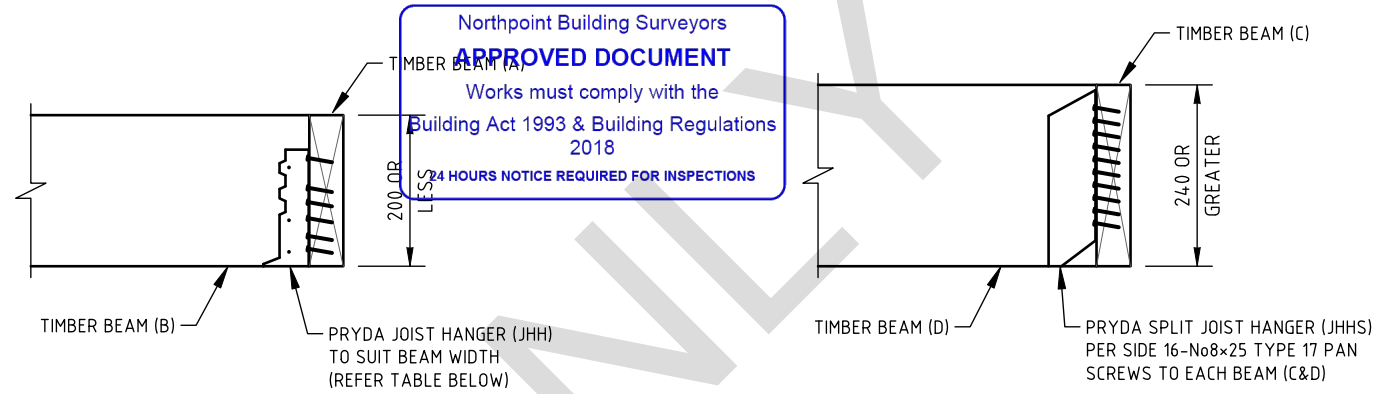 Northpoint Building Surveyors
APPROVED DOCUMENT
Works must comply with the
Building Act 1993 & Building Regulations
2018
24 HOURS NOTICE REQUIRED FOR INSPECTIONS
TIMBER BEAM (A)
200 OR
LESS
TIMBER BEAM (B)
PRYDA JOIST HANGER (JHH)
TO SUIT BEAM WIDTH
(REFER TABLE BELOW)
TIMBER BEAM (C)
240 OR
GREATER
TIMBER BEAM (D)
PRYDA SPLIT JOIST HANGER (JHHS)
PER SIDE 16-No8×25 TYPE 17 PAN
SCREWS TO EACH BEAM (C&D)
NLY